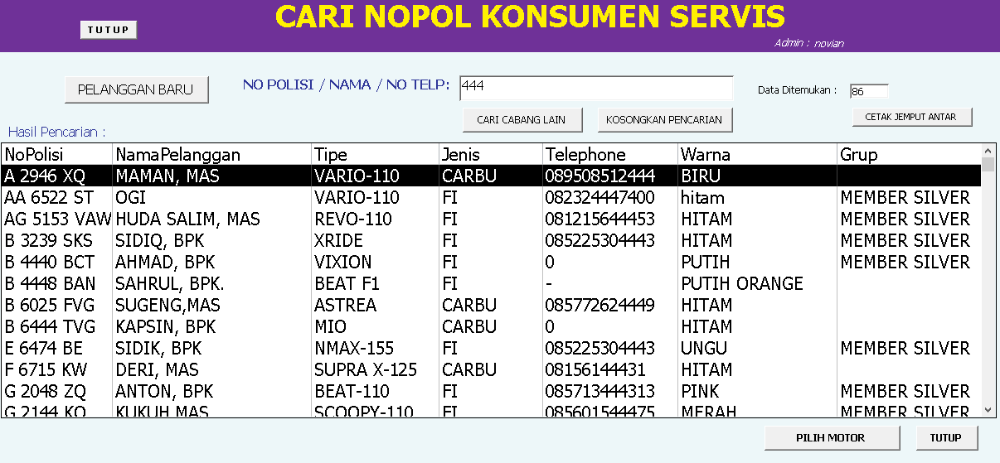 CARI NOPOL KONSUMEN SERVIS
TUTUP
Admin : novian
PELANGGAN BARU
NO POLISI / NAMA / NO TELP: 444
Data Ditemukan : 86
CARI CABANG LAIN
KOSONGKAN PENCARIAN
CETAK JEMPUT ANTAR
Hasil Pencarian :
NoPolisi NamaPelanggan Tipe Jenis Telephone Warna Grup
A 2946 XQ MAMAN, MAS VARIO-110 CARBU 089508512444 BIRU
AA 6522 ST OGI VARIO-110 FI 082324447400 hitam MEMBER SILVER
AG 5153 VAW HUDA SALIM, MAS REVO-110 FI 081215644453 HITAM MEMBER SILVER
B 3239 SKS SIDIQ, BPK XRIDE FI 085225304443 HITAM MEMBER SILVER
B 4440 BCT AHMAD, BPK VIXION FI 0 PUTIH MEMBER SILVER
B 4448 BAN SAHRUL, BPK. BEAT F1 FI - PUTIH ORANGE
B 6025 FVG SUGENG,MAS ASTREA CARBU 085772624449 HITAM
B 6444 TVG KAPSIN, BPK MIO CARBU 0 HITAM
E 6474 BE SIDIK, BPK NMAX-155 FI 085225304443 UNGU MEMBER SILVER
F 6715 KW DERI, MAS SUPRA X-125 CARBU 08156144431 HITAM
G 2048 ZQ ANTON, BPK BEAT-110 FI 085713444313 PINK MEMBER SILVER
G 2144 KO KUKUH,MAS SCOOPY-110 FI 085601544475 MERAH MEMBER SILVER
PILIH MOTOR
TUTUP